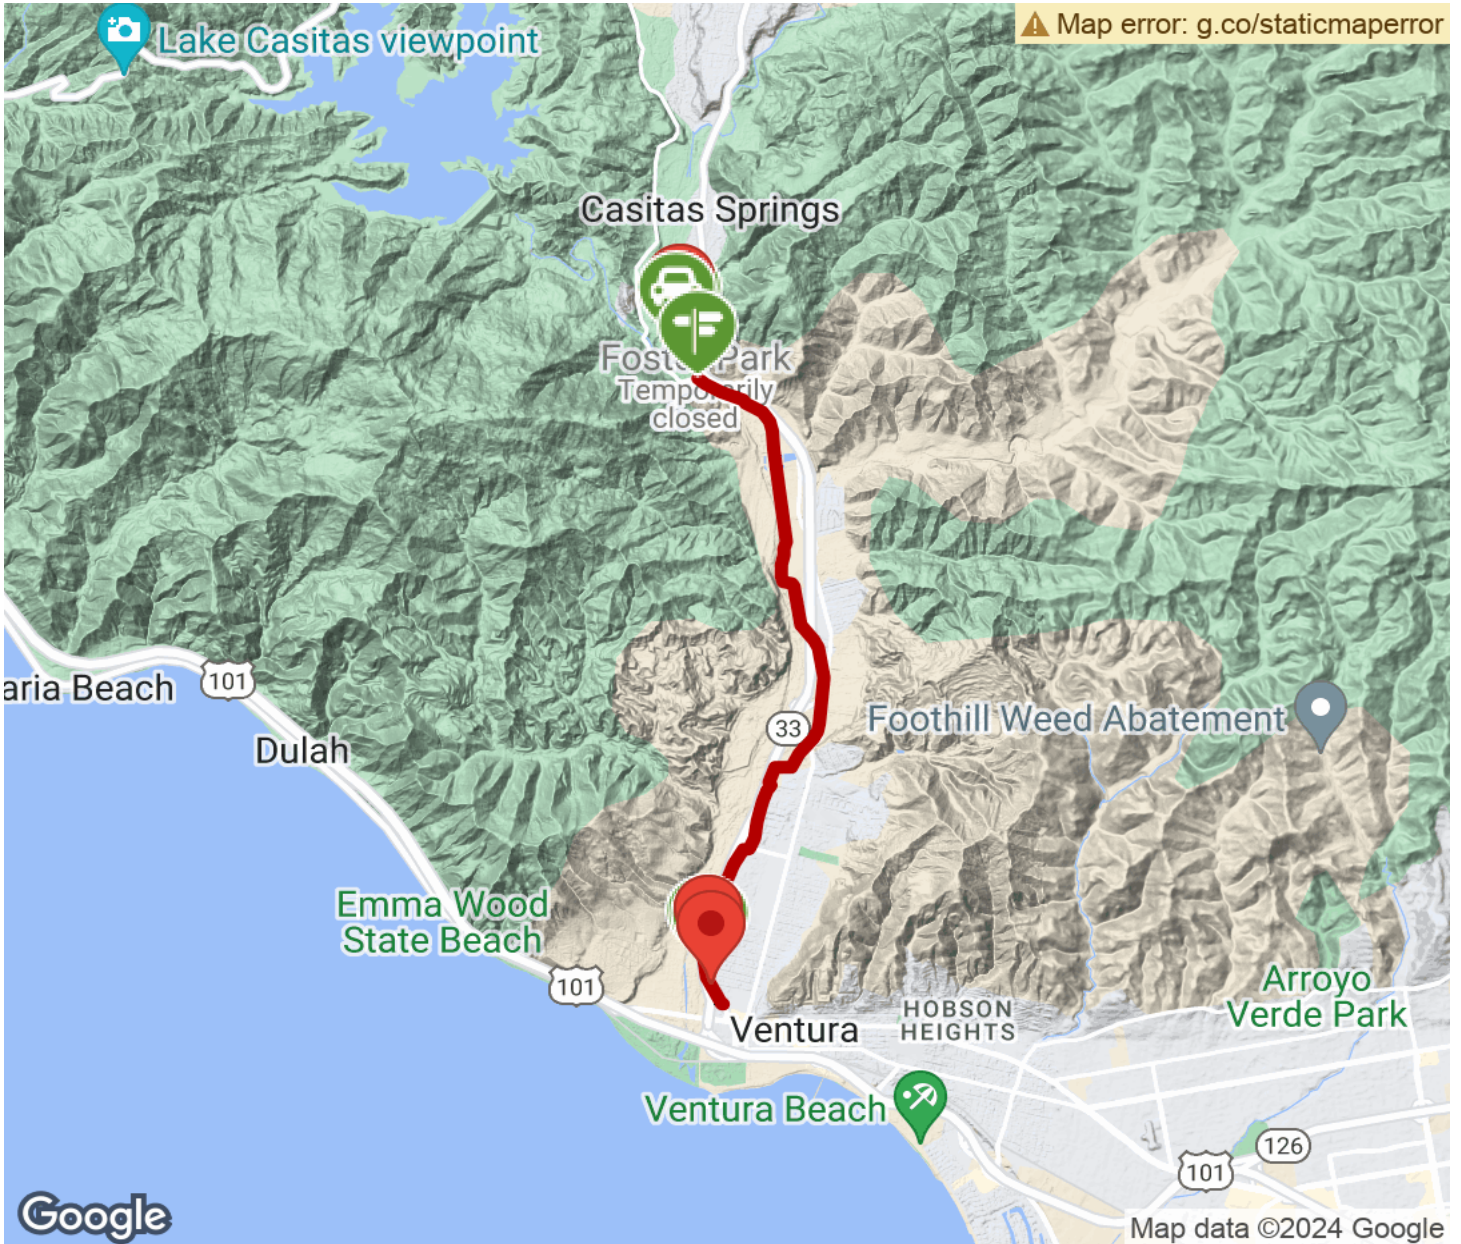 Map error: g.co/staticmaperror
Lake Casitas viewpoint
Casitas Springs
Foster Park
Temporarily
closed
101
aria Beach
33
Foothill Weed Abatement
Dulah
Emma Wood
State Beach
101
Arroyo
Verde Park
HOBSON
HEIGHTS
Ventura
Ventura Beach
126
101
Google
Map data ©2024 Google